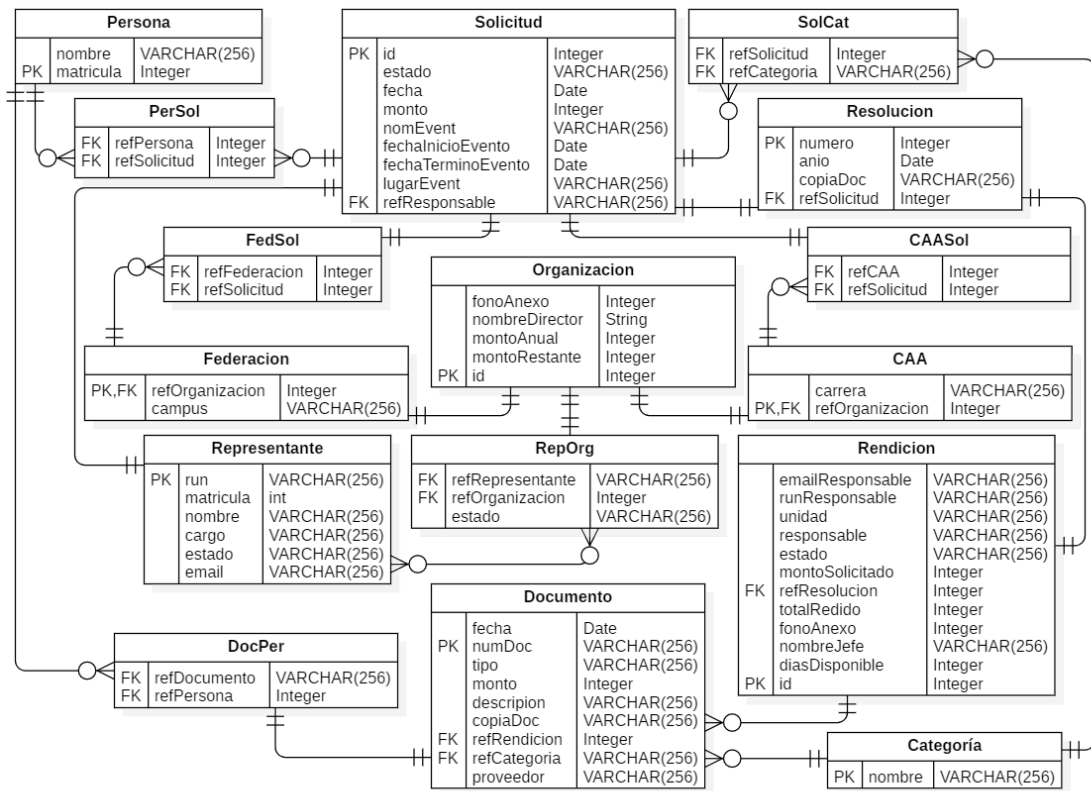 Persona
nombre VARCHAR(256)
PK matricula Integer
Solicitud
PK id Integer
estado VARCHAR(256)
fecha Date
monto Integer
nomEvent VARCHAR(256)
fechaInicioEvento Date
fechaTerminoEvento Date
lugarEvent VARCHAR(256)
FK refResponsable VARCHAR(256)
SolCat
FK refSolicitud Integer
FK refCategoria VARCHAR(256)
PerSol
FK refPersona Integer
FK refSolicitud Integer
Resolucion
PK numero Integer
anio Date
copiaDoc VARCHAR(256)
FK refSolicitud Integer
FedSol
FK refFederacion Integer
FK refSolicitud Integer
Organizacion
fonoAnexo Integer
nombreDirector String
montoAnual Integer
montoRestante Integer
PK id Integer
CAASol
FK refCAA Integer
FK refSolicitud Integer
Federacion
PK,FK refOrganizacion Integer
campus VARCHAR(256)
CAA
carrera VARCHAR(256)
PK,FK refOrganizacion Integer
Representante
PK run VARCHAR(256)
matricula int
nombre VARCHAR(256)
cargo VARCHAR(256)
estado VARCHAR(256)
email VARCHAR(256)
RepOrg
FK refRepresentante VARCHAR(256)
FK refOrganizacion Integer
estado VARCHAR(256)
Rendicion
emailResponsable VARCHAR(256)
runResponsable VARCHAR(256)
unidad VARCHAR(256)
responsable VARCHAR(256)
estado VARCHAR(256)
montoSolicitado Integer
FK refResolucion Integer
totalRedido Integer
fonoAnexo Integer
nombreJefe VARCHAR(256)
diasDisponible Integer
PK id Integer
Documento
fecha Date
PK numDoc VARCHAR(256)
tipo VARCHAR(256)
monto Integer
descripion VARCHAR(256)
copiaDoc VARCHAR(256)
FK refRendicion Integer
FK refCategoria VARCHAR(256)
proveedor VARCHAR(256)
DocPer
FK refDocumento VARCHAR(256)
FK refPersona Integer
Categoría
PK nombre VARCHAR(256)